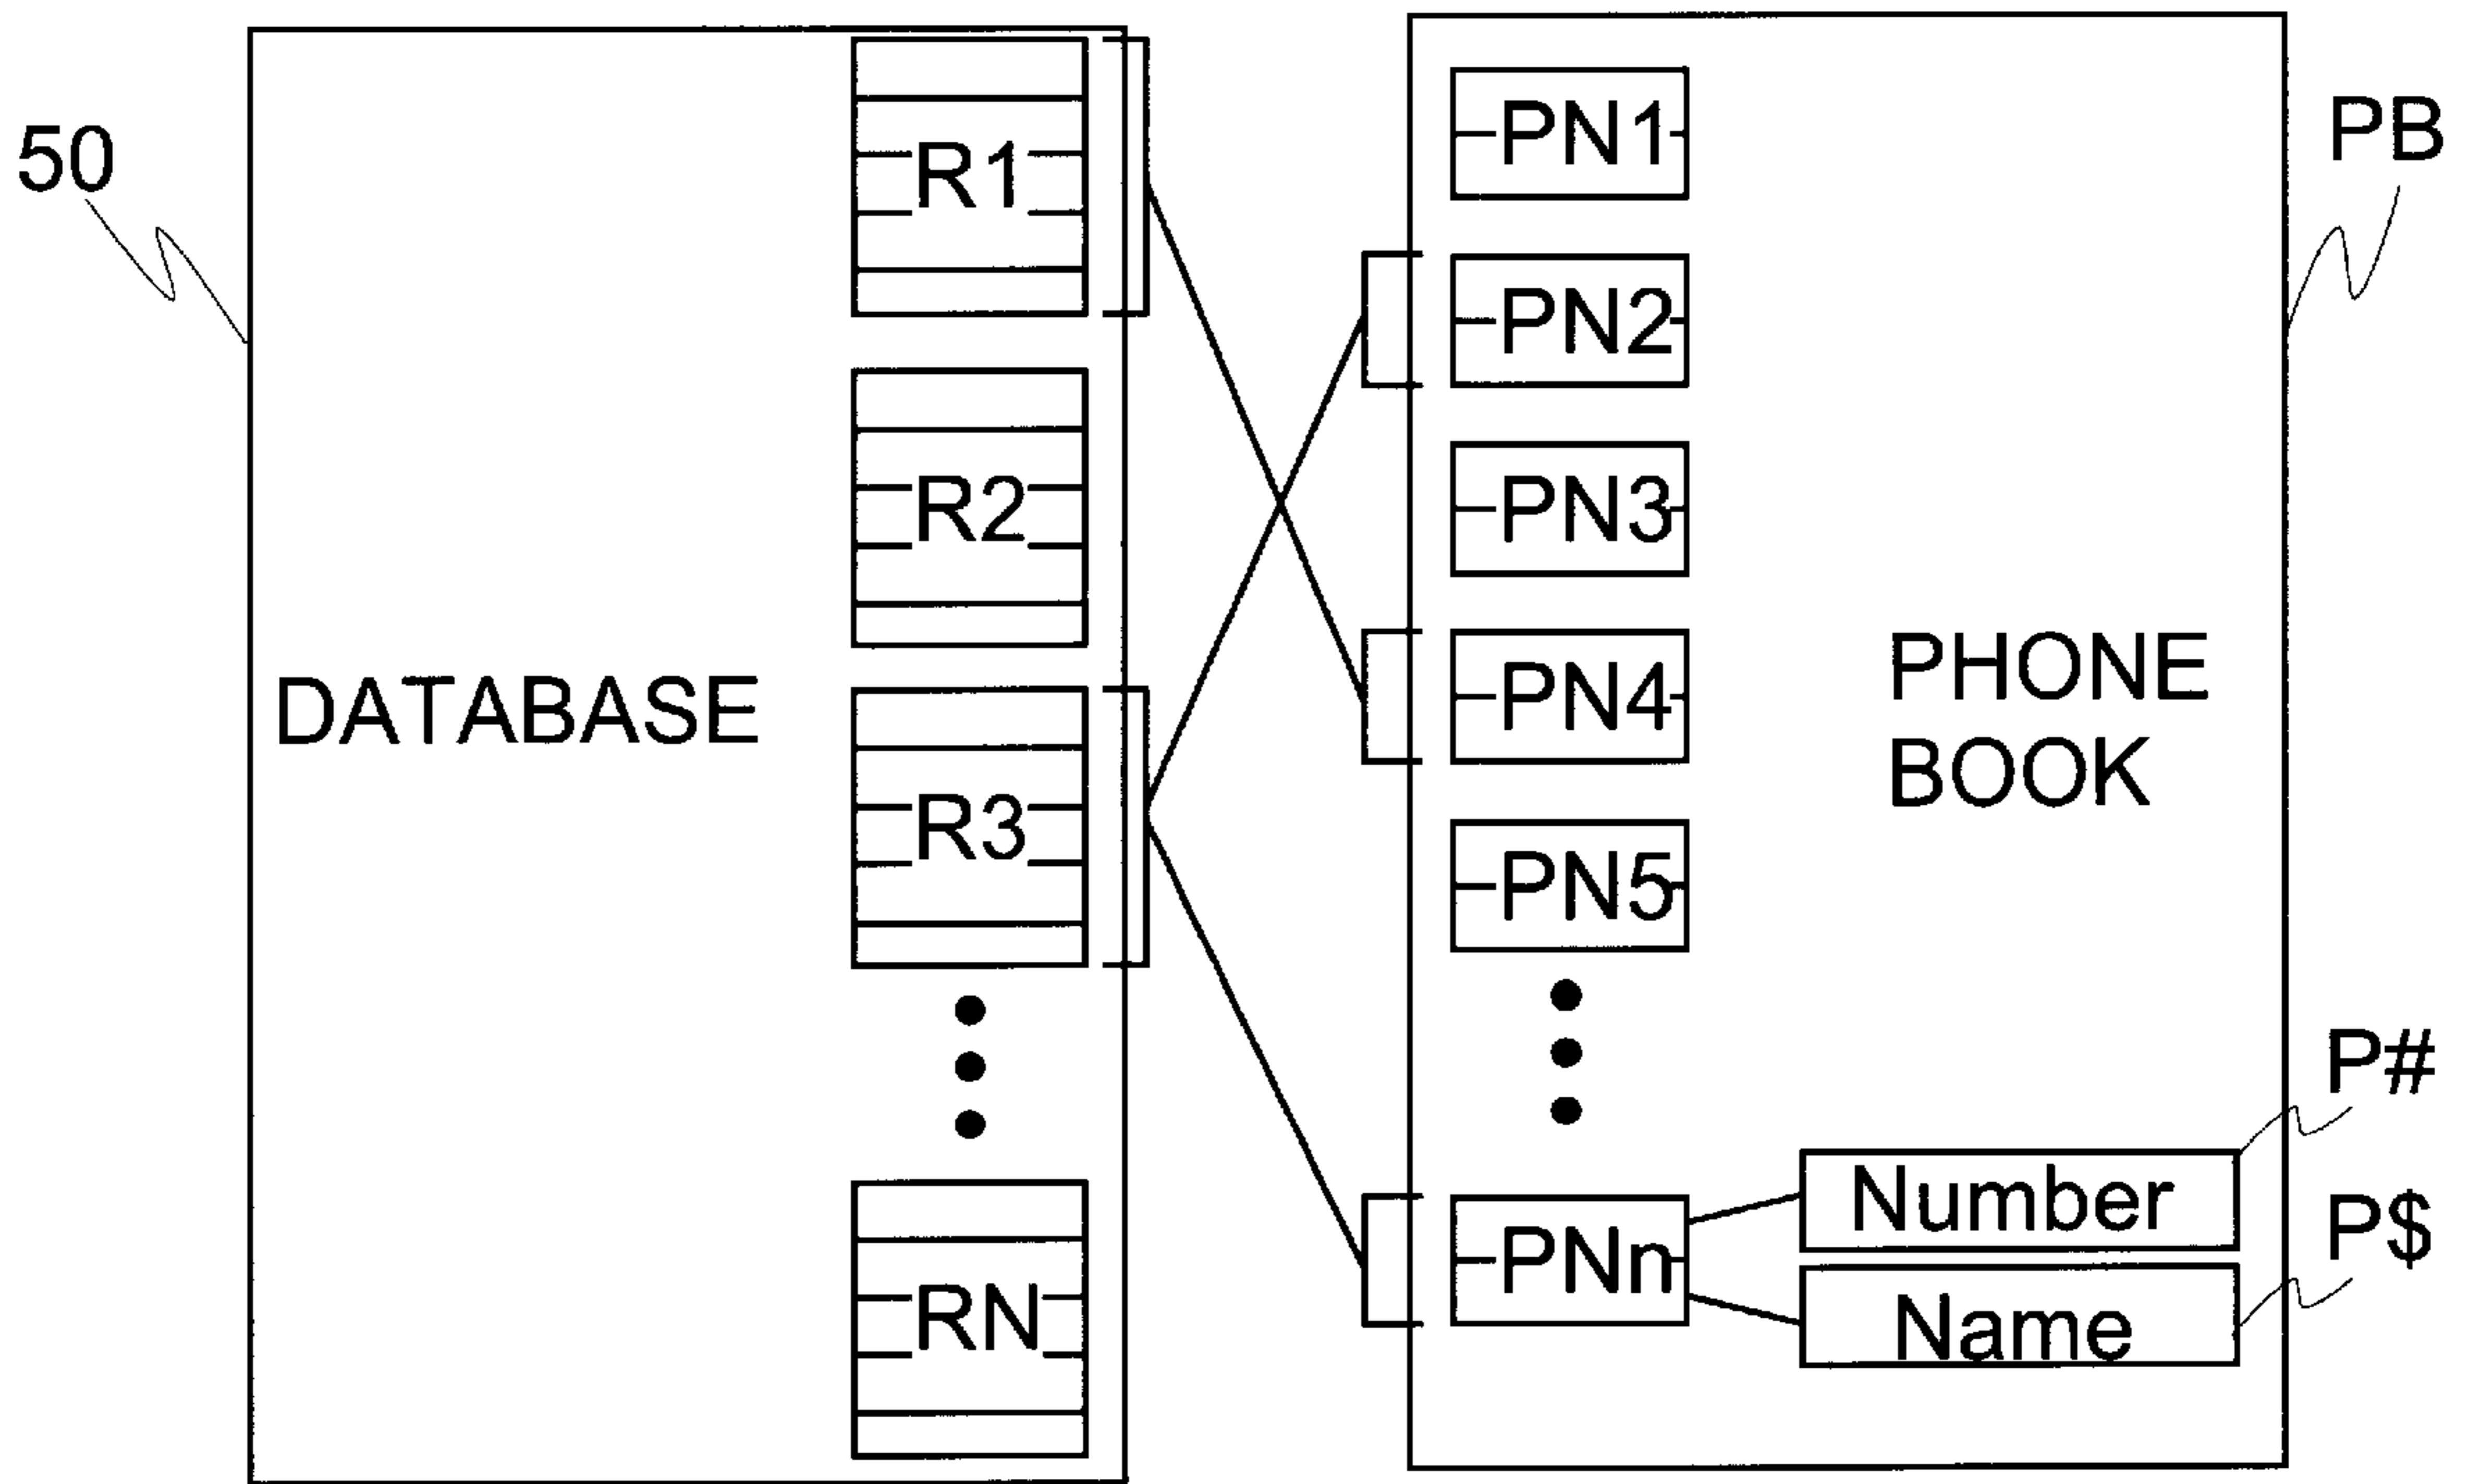 50
DATABASE
R1
R2
R3
RN
PN1
PN2
PN3
PN4
PN5
PNn
PHONE
BOOK
Number
Name
PB
P#
P$